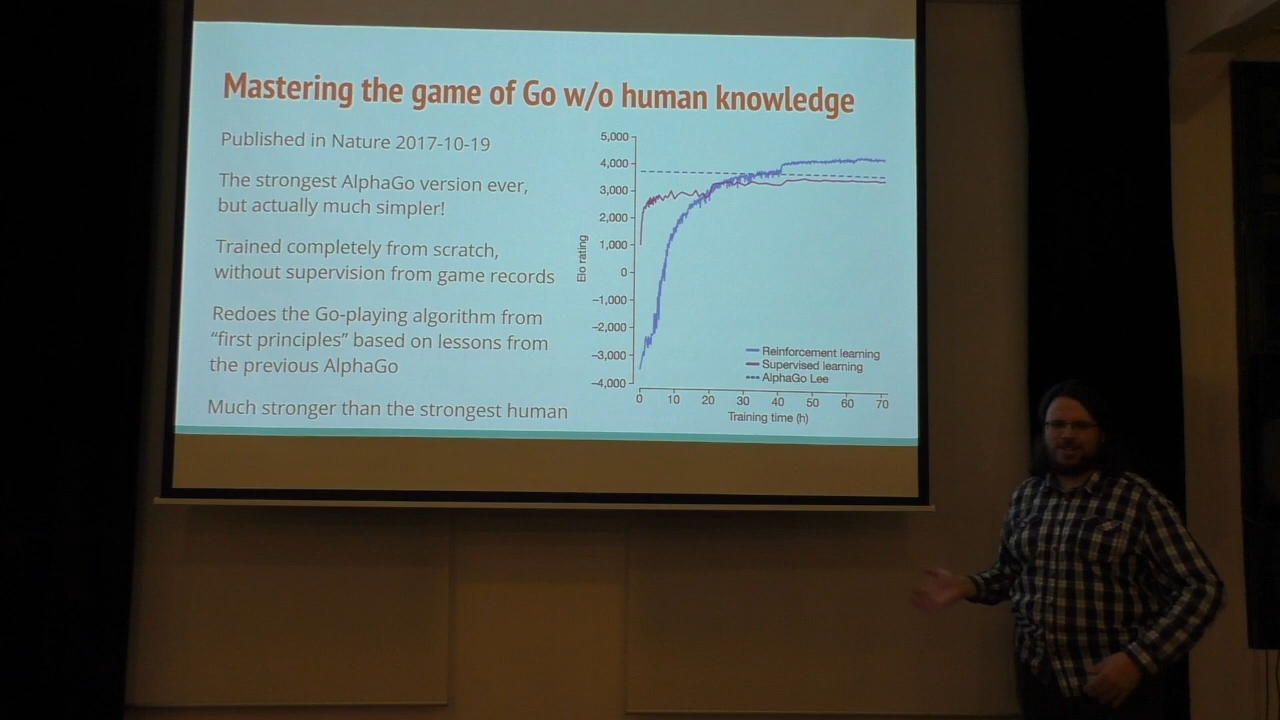 Mastering the game of Go w/o human knowledge
Published in Nature 2017-10-19
The strongest AlphaGo version ever,
but actually much simpler!
Trained completely from scratch,
without supervision from game records
Redoes the Go-playing algorithm from
“first principles” based on lessons from
the previous AlphaGo
Much stronger than the strongest human
5,000
4,000
3,000
2,000
1,000
0
–1,000
–2,000
–3,000
–4,000
Elo rating
Reinforcement learning
Supervised learning
AlphaGo Lee
0 10 20 30 40 50 60 70
Training time (h)